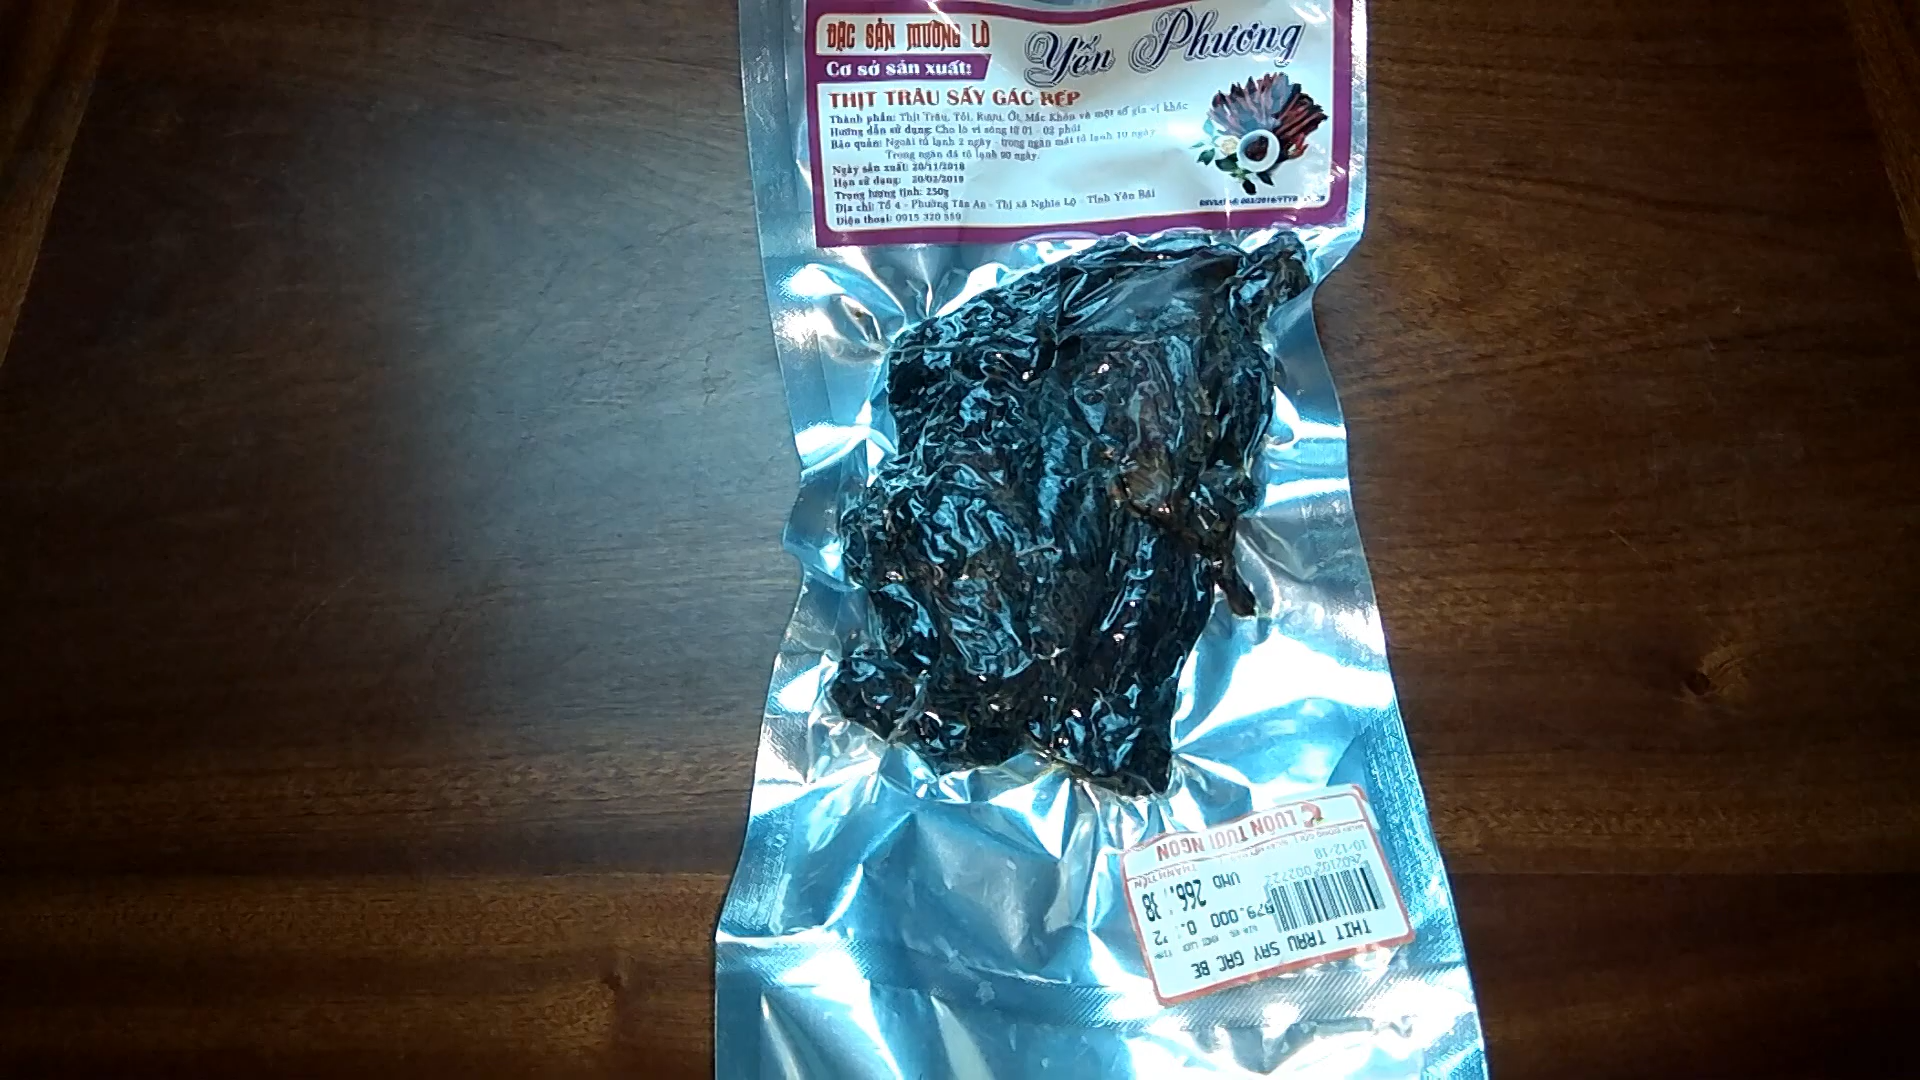 ĐẶC SẢN MƯỜNG LÒ
Cơ sở sản xuất:
Yến Phương
THỊT TRÂU SẤY GÁC BẾP
Thành phần: Thịt Trâu, Tỏi, Rượu, Ớt, Mắc Khén và một số gia vị khác
Hướng dẫn sử dụng: Cho lò vi sóng từ 01 - 02 phút
Bảo quản: Ngoài tủ lạnh 2 ngày - trong ngăn mát tủ lạnh 10 ngày
Trong ngăn đá tủ lạnh 90 ngày.
Ngày sản xuất: 20/11/2018
Hạn sử dụng: 20/02/2019
Trọng lượng tịnh: 250g
Địa chỉ: Tổ 4 - Phường Tân An - Thị xã Nghĩa Lộ - Tỉnh Yên Bái
Điện thoại: 0915 320 359
THIT TRAU SAY GAC BE
879.000
VND
THÀNH TIỀN
10-12-18
LUÔN TƯƠI NGON